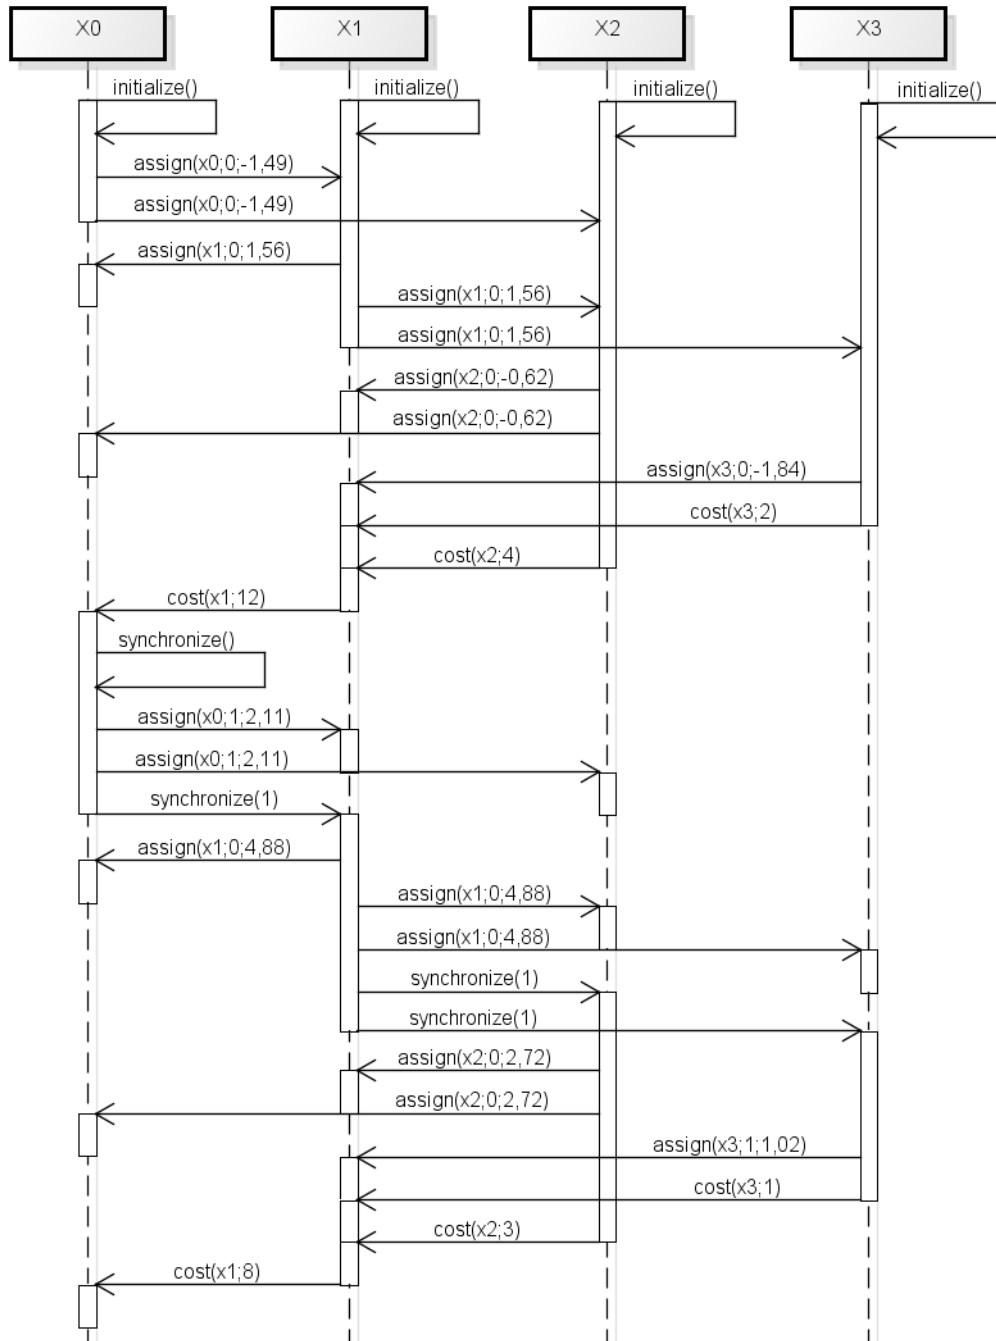 X0 X1 X2 X3
initialize() initialize() initialize() initialize()
assign(x0;0;-1,49)
assign(x0;0;-1,49)
assign(x1;0;1,56)
assign(x1;0;1,56)
assign(x1;0;1,56)
assign(x2;0;-0,62)
assign(x2;0;-0,62)
assign(x3;0;-1,84)
cost(x3;2)
cost(x2;4)
cost(x1;12)
synchronize()
assign(x0;1;2,11)
assign(x0;1;2,11)
synchronize(1)
assign(x1;0;4,88)
assign(x1;0;4,88)
assign(x1;0;4,88)
synchronize(1)
synchronize(1)
assign(x2;0;2,72)
assign(x2;0;2,72)
assign(x3;1;1,02)
cost(x3;1)
cost(x2;3)
cost(x1;8)